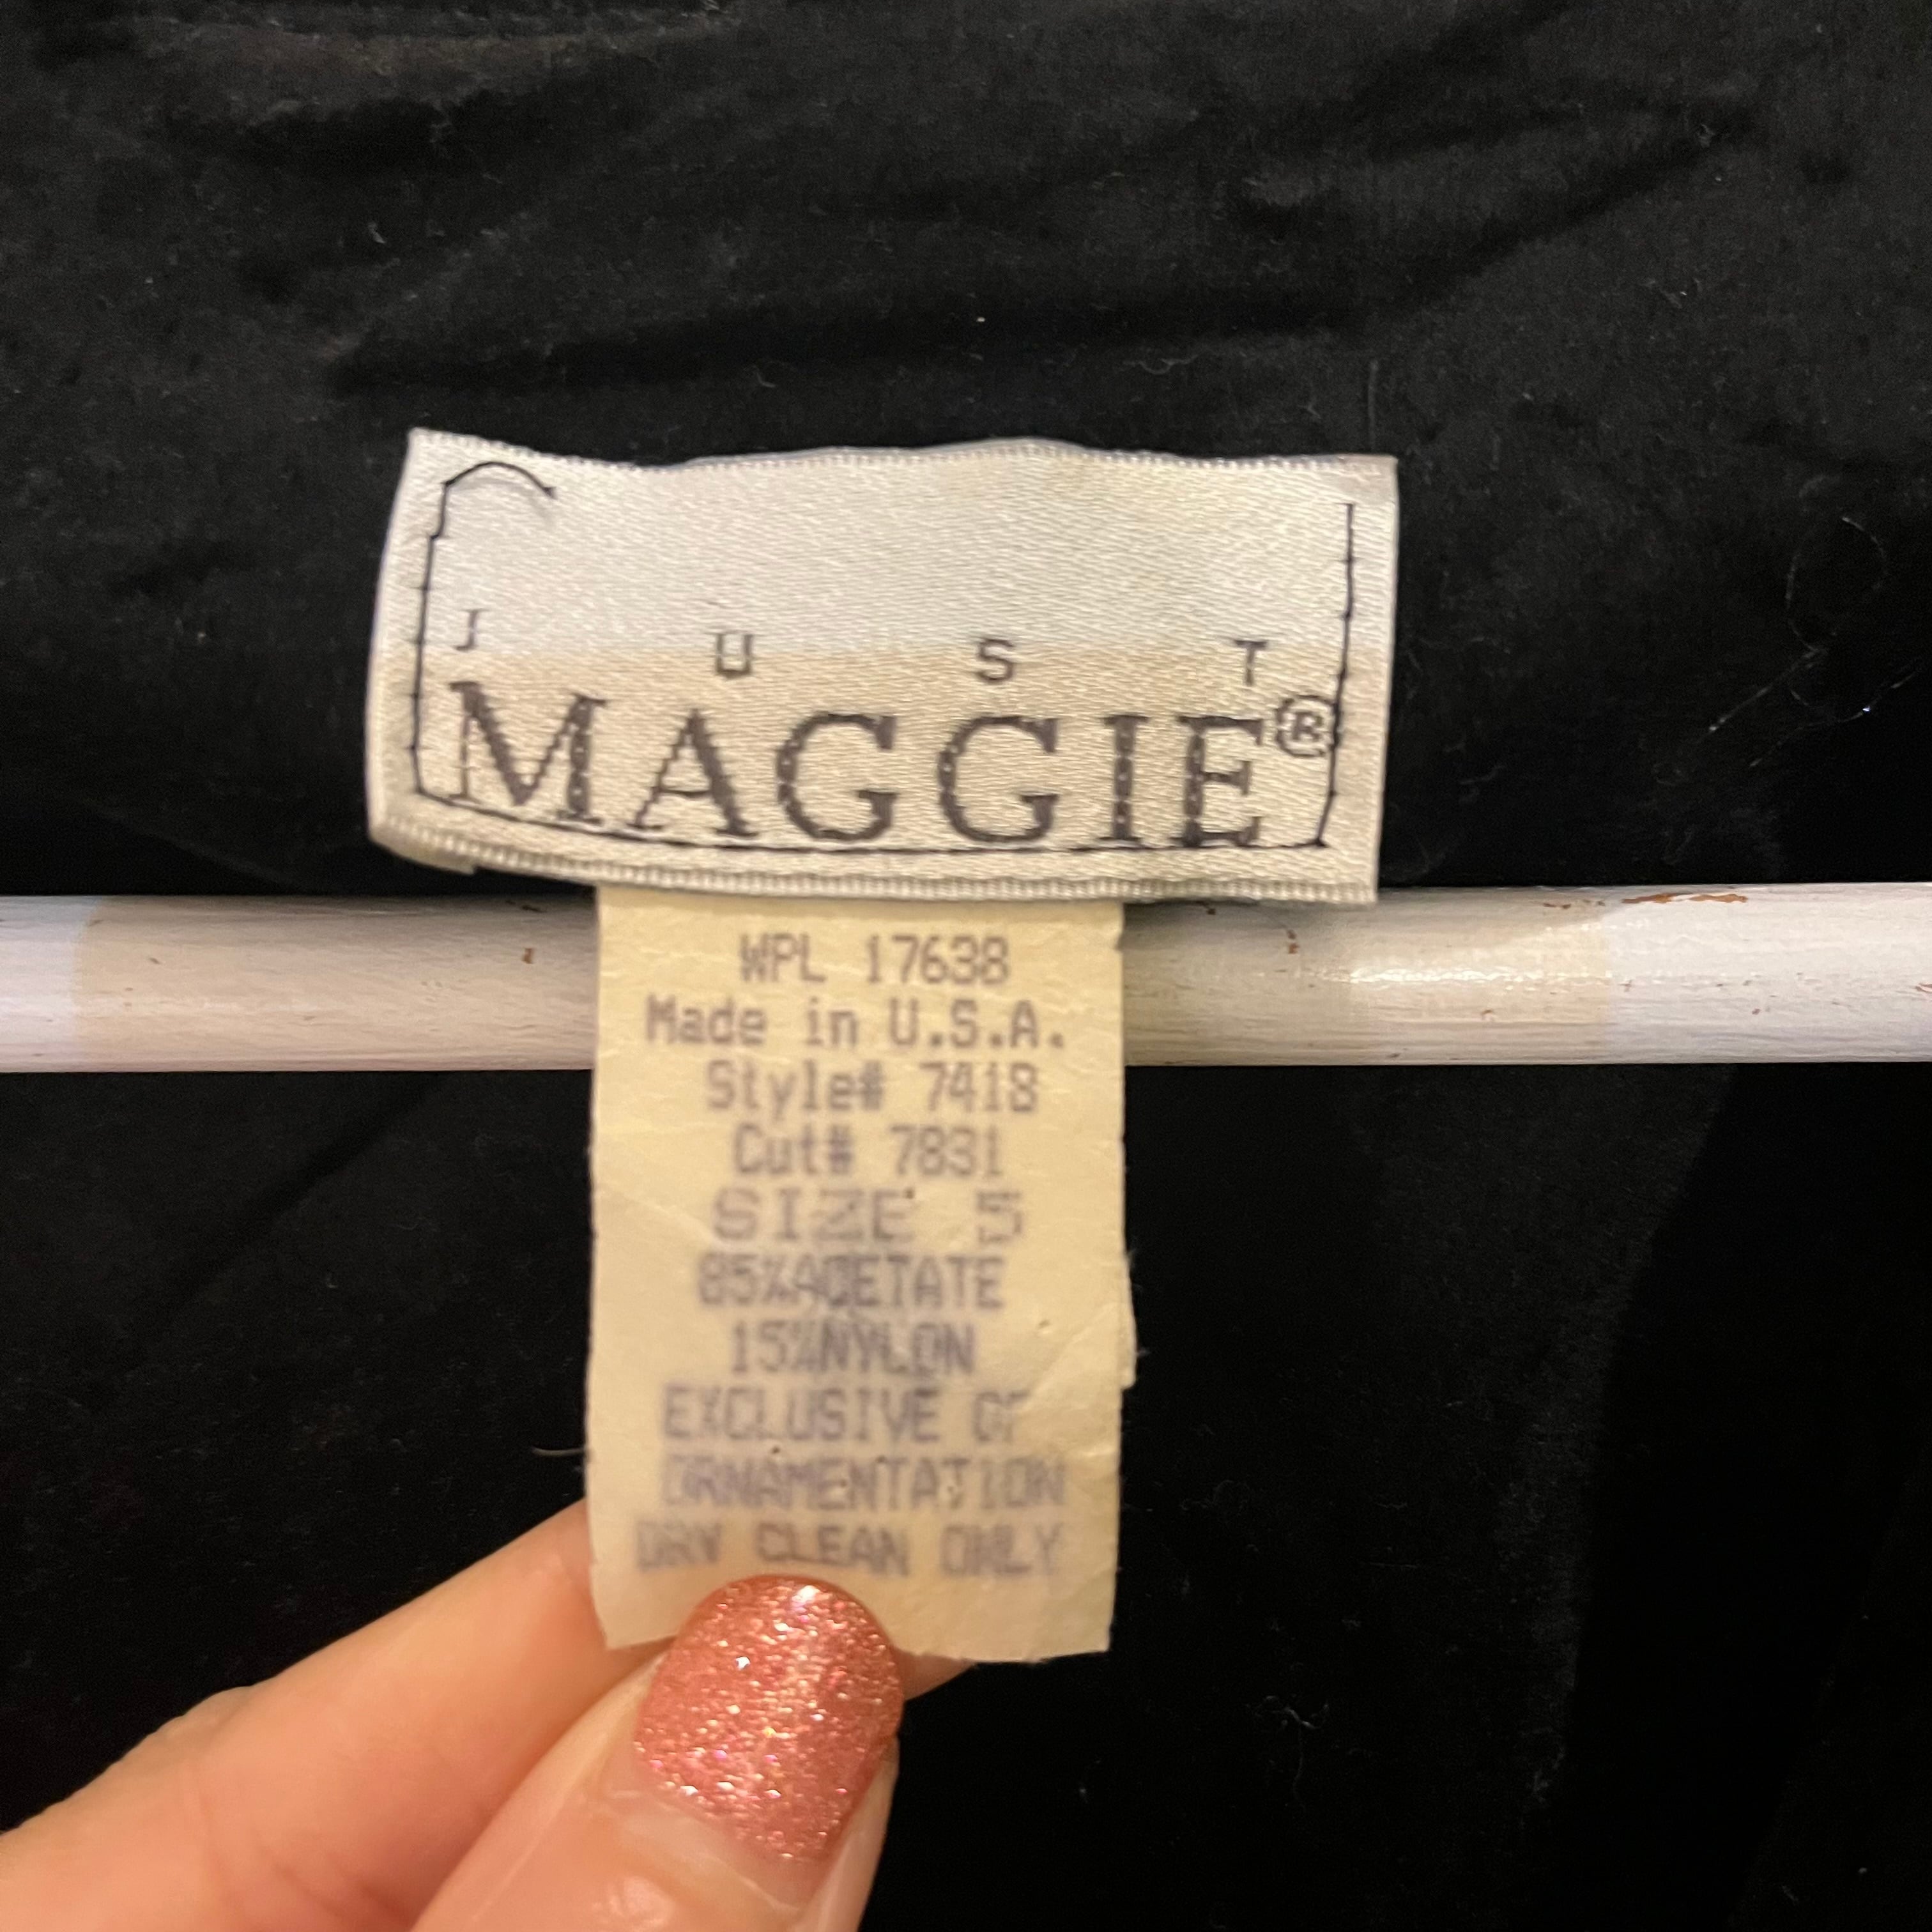 JUST
MAGGIE®
WPL 17638
Made in U.S.A.
Style# 7418
Cut# 7831
SIZE 5
85%ACETATE
15%NYLON
EXCLUSIVE OF
ORNAMENTATION
DRY CLEAN ONLY